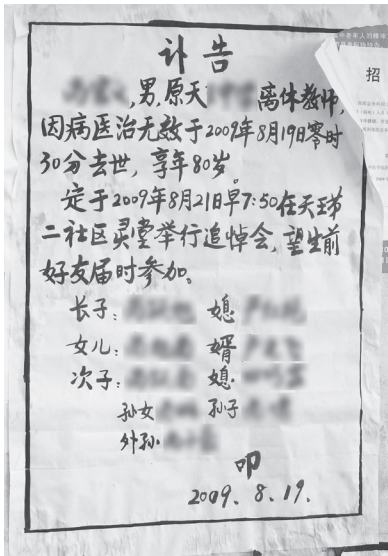 讣告
,男,原天 离休教师,
因病医治无效于2009年8月19日零时
30分去世,享年80岁。
定于2009年8月21日早7:50在天王第
二社区灵堂举行追悼会,望生前
好友届时参加。
长子: 媳
女儿: 婿
次子: 媳
孙女 孙子
外孙
叩
2009.8.19.
招